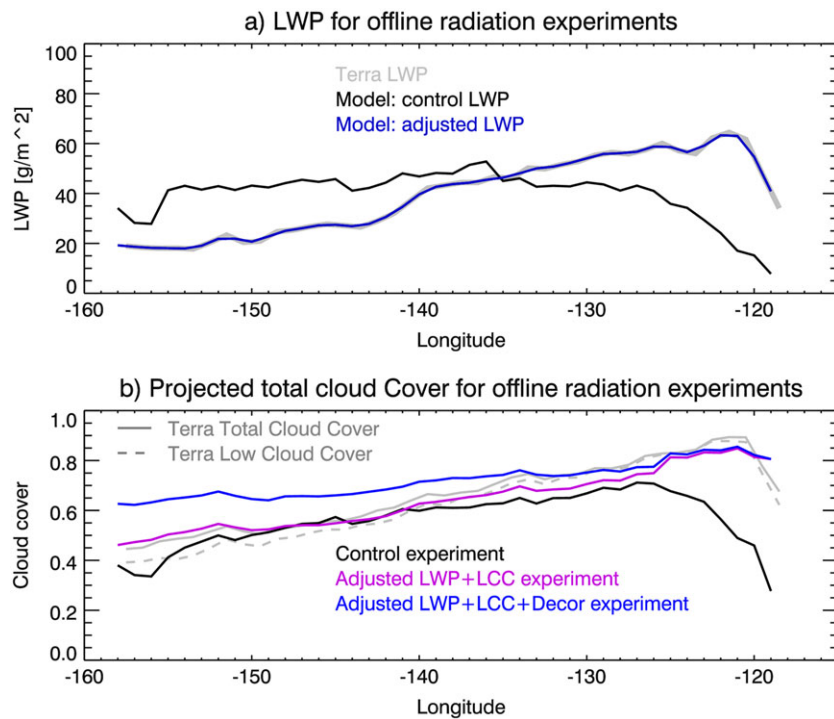 a) LWP for offline radiation experiments
100
80
60
40
20
0
LWP [g/m^2]
Terra LWP
Model: control LWP
Model: adjusted LWP
-160
-150
-140
-130
-120
Longitude
b) Projected total cloud Cover for offline radiation experiments
1.0
0.8
0.6
0.4
0.2
0.0
Cloud cover
Terra Total Cloud Cover
Terra Low Cloud Cover
Control experiment
Adjusted LWP+LCC experiment
Adjusted LWP+LCC+Decor experiment
-160
-150
-140
-130
-120
Longitude